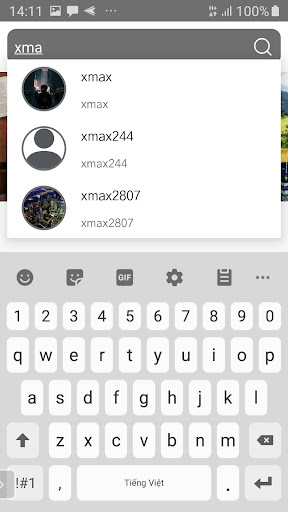 14:11 100%
xma
xmax
xmax
xmax244
xmax244
xmax2807
xmax2807
GIF
1 2 3 4 5 6 7 8 9 0
q w e r t y u i o p
a s d f g h j k l
z x c v b n m
!#1 , Tiếng Việt .